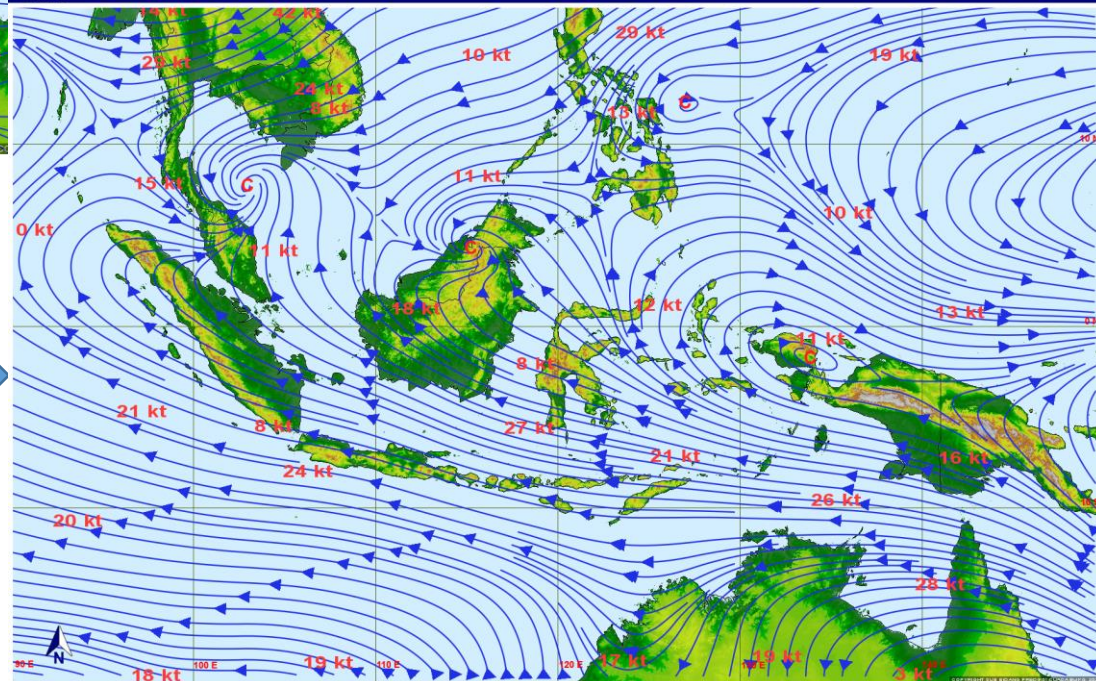 14 kt
42 kt
29 kt
10 kt
19 kt
29 kt
24 kt
8 kt
C
13 kt
10
15 kt
C
11 kt
10 kt
0 kt
11 kt
C
18 kt
12 kt
13 kt
11 kt
C
8 kt
21 kt
8 kt
27 kt
24 kt
21 kt
16 kt
26 kt
20 kt
28 kt
N
90 E
100 E
110 E
120 E
17 kt
19 kt
18 kt
19 kt
3 kt